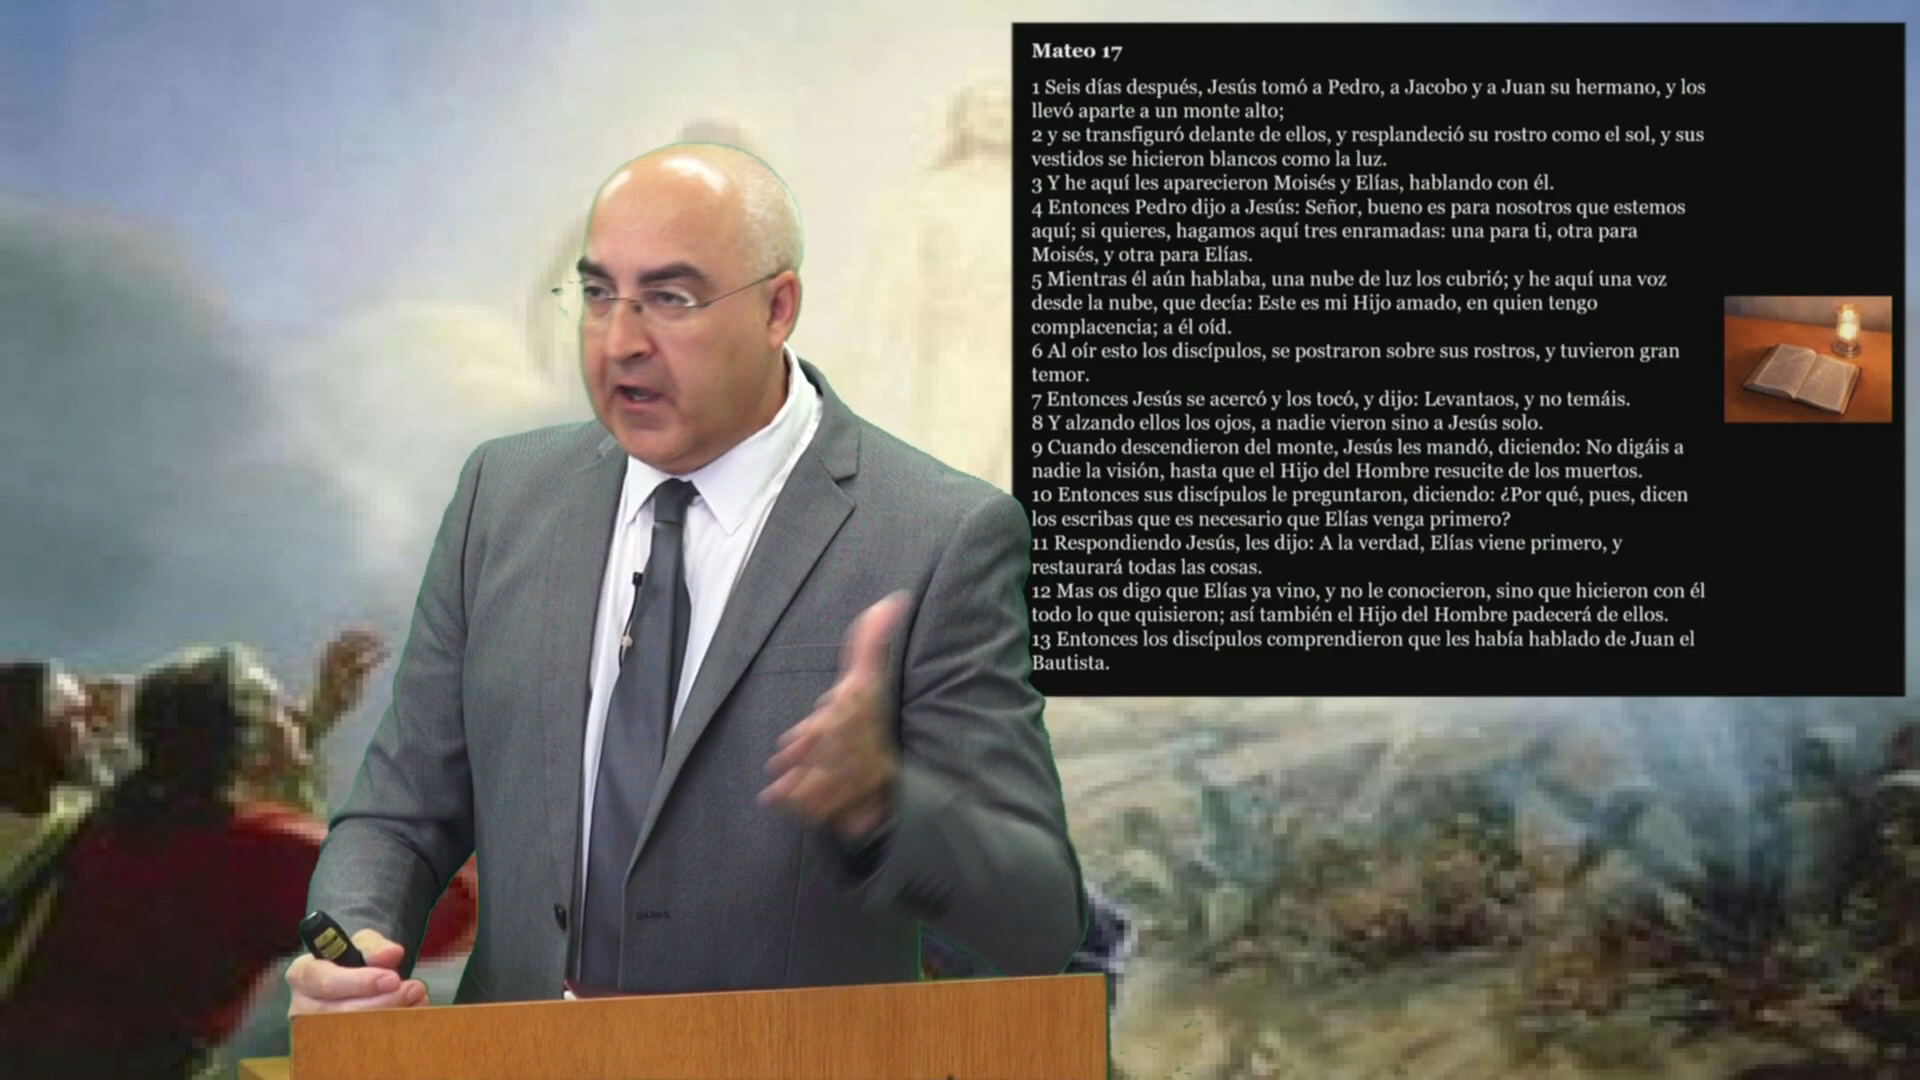 Mateo 17
1 Seis días después, Jesús tomó a Pedro, a Jacobo y a Juan su hermano, y los
llevó aparte a un monte alto;
2 y se transfiguró delante de ellos, y resplandeció su rostro como el sol, y sus
vestidos se hicieron blancos como la luz.
3 Y he aquí les aparecieron Moisés y Elías, hablando con él.
4 Entonces Pedro dijo a Jesús: Señor, bueno es para nosotros que estemos
aquí; si quieres, hagamos aquí tres enramadas: una para ti, otra para
Moisés, y otra para Elías.
5 Mientras él aún hablaba, una nube de luz los cubrió; y he aquí una voz
desde la nube, que decía: Este es mi Hijo amado, en quien tengo
complacencia; a él oíd.
6 Al oír esto los discípulos, se postraron sobre sus rostros, y tuvieron gran
temor.
7 Entonces Jesús se acercó y los tocó, y dijo: Levantaos, y no temáis.
8 Y alzando ellos los ojos, a nadie vieron sino a Jesús solo.
9 Cuando descendieron del monte, Jesús les mandó, diciendo: No digáis a
nadie la visión, hasta que el Hijo del Hombre resucite de los muertos.
10 Entonces sus discípulos le preguntaron, diciendo: ¿Por qué, pues, dicen
los escribas que es necesario que Elías venga primero?
11 Respondiendo Jesús, les dijo: A la verdad, Elías viene primero, y
restaurará todas las cosas.
12 Mas os digo que Elías ya vino, y no le conocieron, sino que hicieron con él
todo lo que quisieron; así también el Hijo del Hombre padecerá de ellos.
13 Entonces los discípulos comprendieron que les había hablado de Juan el
Bautista.